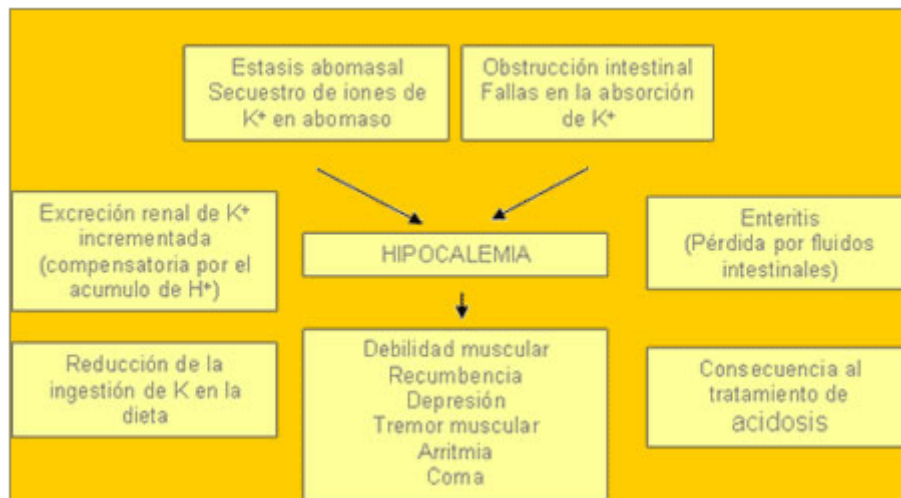 Estasis abomasal
Secuestro de iones de
K+ en abomaso
Obstrucción intestinal
Fallas en la absorción
de K+
Excreción renal de K+
incrementada
(compensatoria por el
acumulo de H+)
HIPOCALEMIA
Enteritis
(Pérdida por fluidos
intestinales)
Reducción de la
ingestión de K en la
dieta
Debilidad muscular
Recumbencia
Depresión
Tremor muscular
Arritmia
Coma
Consecuencia al
tratamiento de
acidosis